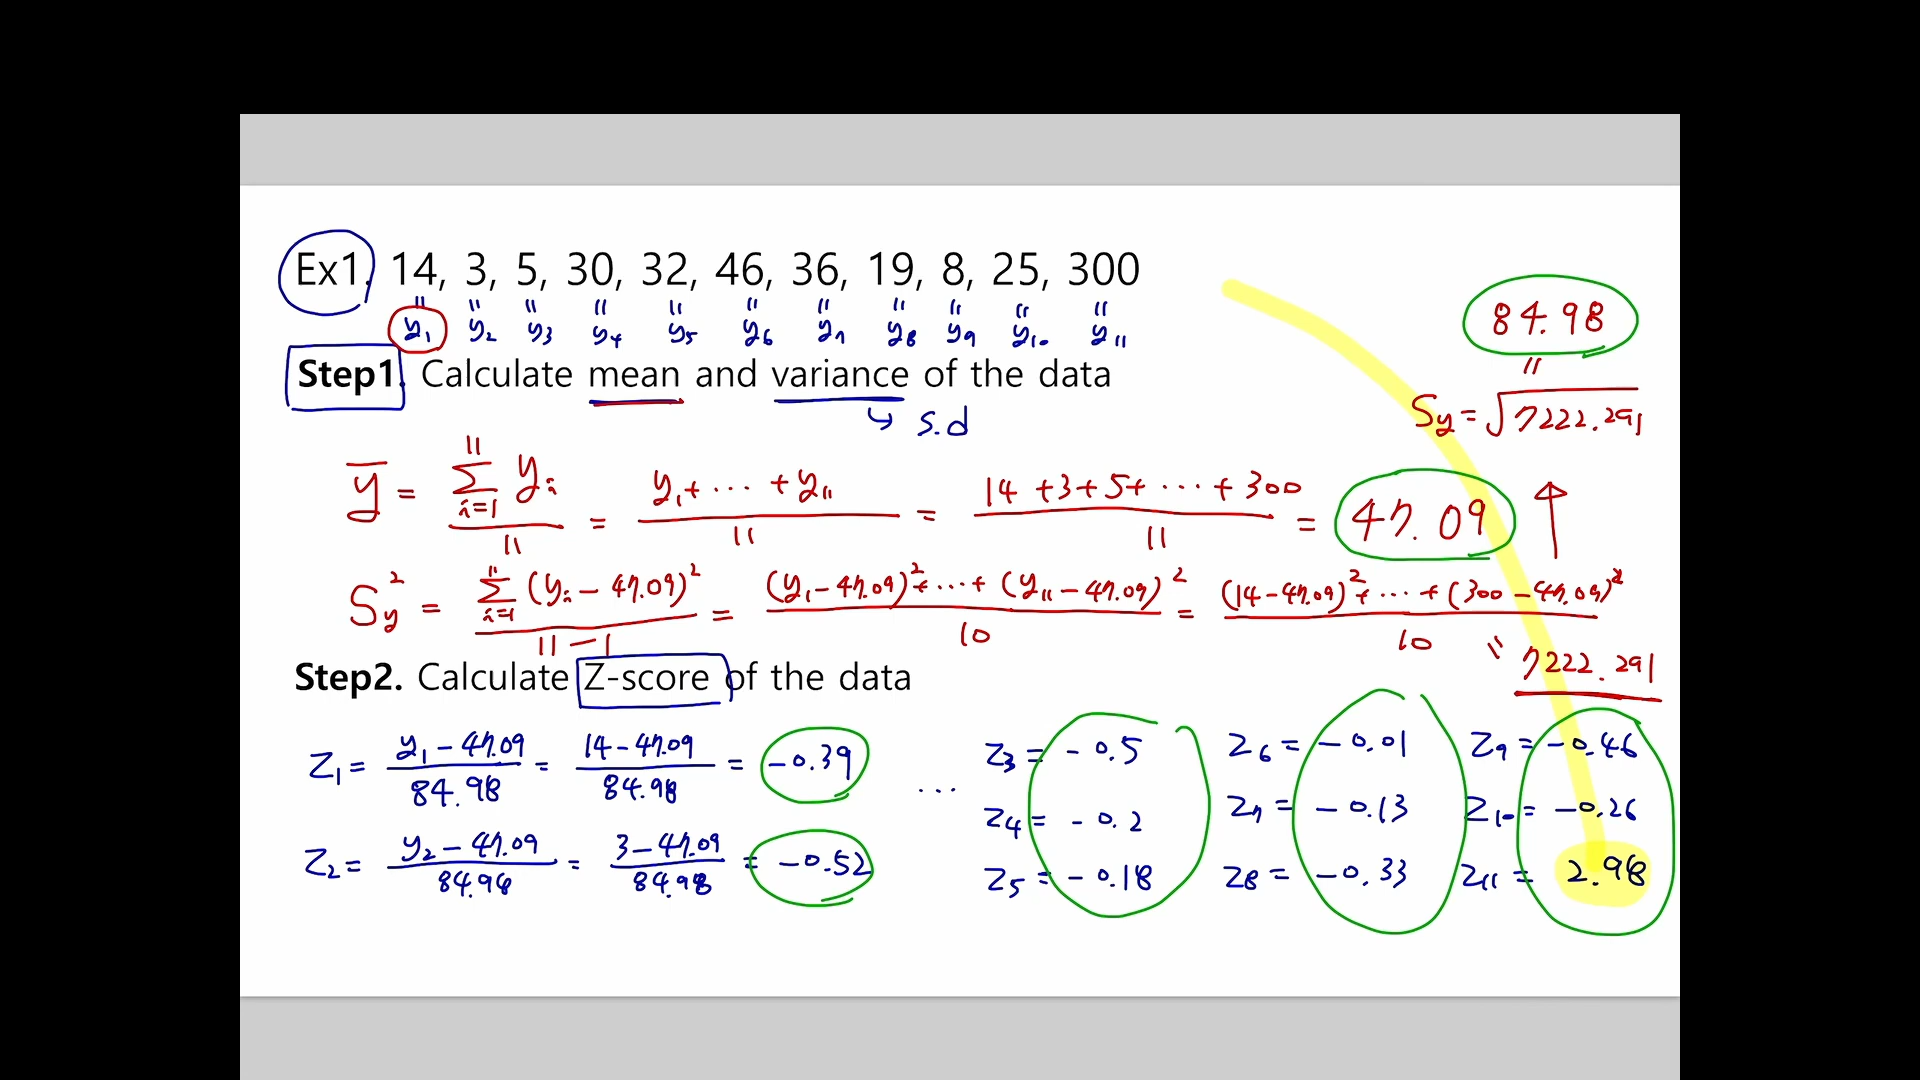 Ex1. 14, 3, 5, 30, 32, 46, 36, 19, 8, 25, 300
" " " " " " " " " " "
y₁ y₂ y₃ y₄ y₅ y₆ y₇ y₈ y₉ y₁₀ y₁₁
84.98
"
Sy = √7222.291
Step1. Calculate mean and variance of the data
↳ s.d
ȳ = Σᵢ₌₁¹¹ yᵢ / 11 = y₁ + ⋯ + y₁₁ / 11 = 14 + 3 + 5 + ⋯ + 300 / 11 = 47.09 ↑
Sy² = Σᵢ₌₁¹¹ (yᵢ − 47.09)² / 11 − 1 = (y₁ − 47.09)² + ⋯ + (y₁₁ − 47.09)² / 10 = (14 − 47.09)² + ⋯ + (300 − 47.09)² / 10
" 7222.291
Step2. Calculate Z-score of the data
Z₁ = y₁ − 47.09 / 84.98 = 14 − 47.09 / 84.98 = −0.39
Z₂ = y₂ − 47.09 / 84.98 = 3 − 47.09 / 84.98 = −0.52
⋯
Z₃ = −0.5
Z₄ = −0.2
Z₅ = −0.18
Z₆ = −0.01
Z₇ = −0.13
Z₈ = −0.33
Z₉ = −0.46
Z₁₀ = −0.26
Z₁₁ = 2.98